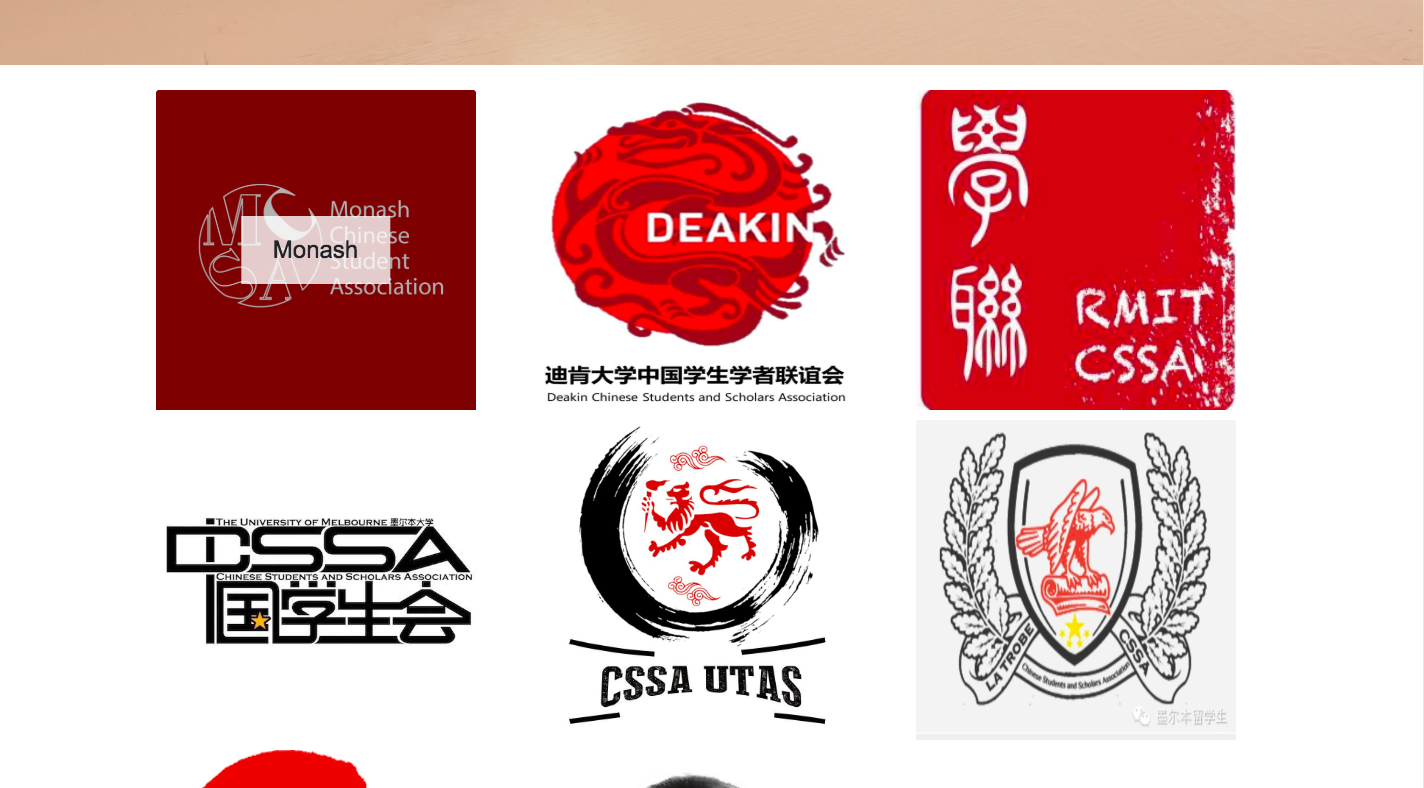 Monash
Chinese
Student
Association
Monash
DEAKIN
迪肯大学中国学生学者联谊会
Deakin Chinese Students and Scholars Association
學聯
RMIT
CSSA
THE UNIVERSITY OF MELBOURNE 墨尔本大学
CSSA
CHINESE STUDENTS AND SCHOLARS ASSOCIATION
中国学生会
CSSA UTAS
LA TROBE
CSSA
Chinese Students and Scholars Association
墨尔本留学生